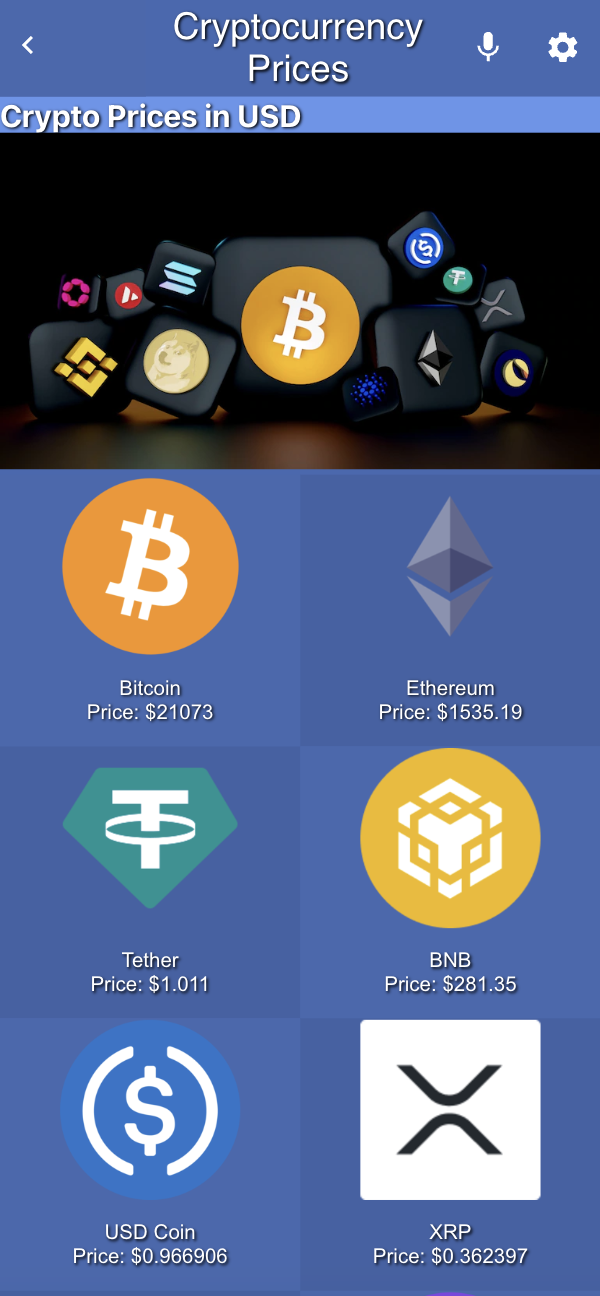 Cryptocurrency
Prices
Crypto Prices in USD
Bitcoin
Price: $21073
Ethereum
Price: $1535.19
Tether
Price: $1.011
BNB
Price: $281.35
USD Coin
Price: $0.966906
XRP
Price: $0.362397